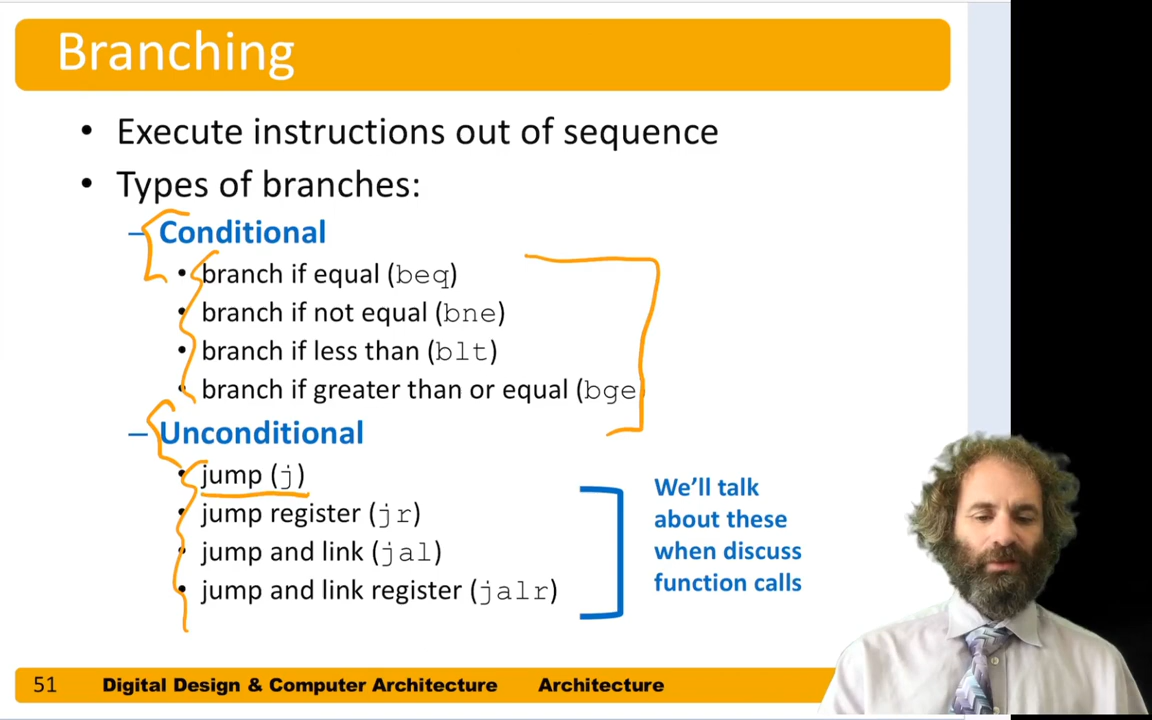 Branching
• Execute instructions out of sequence
• Types of branches:
– Conditional
• branch if equal (beq)
• branch if not equal (bne)
• branch if less than (blt)
• branch if greater than or equal (bge)
– Unconditional
• jump (j)
• jump register (jr)
• jump and link (jal)
• jump and link register (jalr)
We’ll talk
about these
when discuss
function calls
51 Digital Design & Computer Architecture Architecture